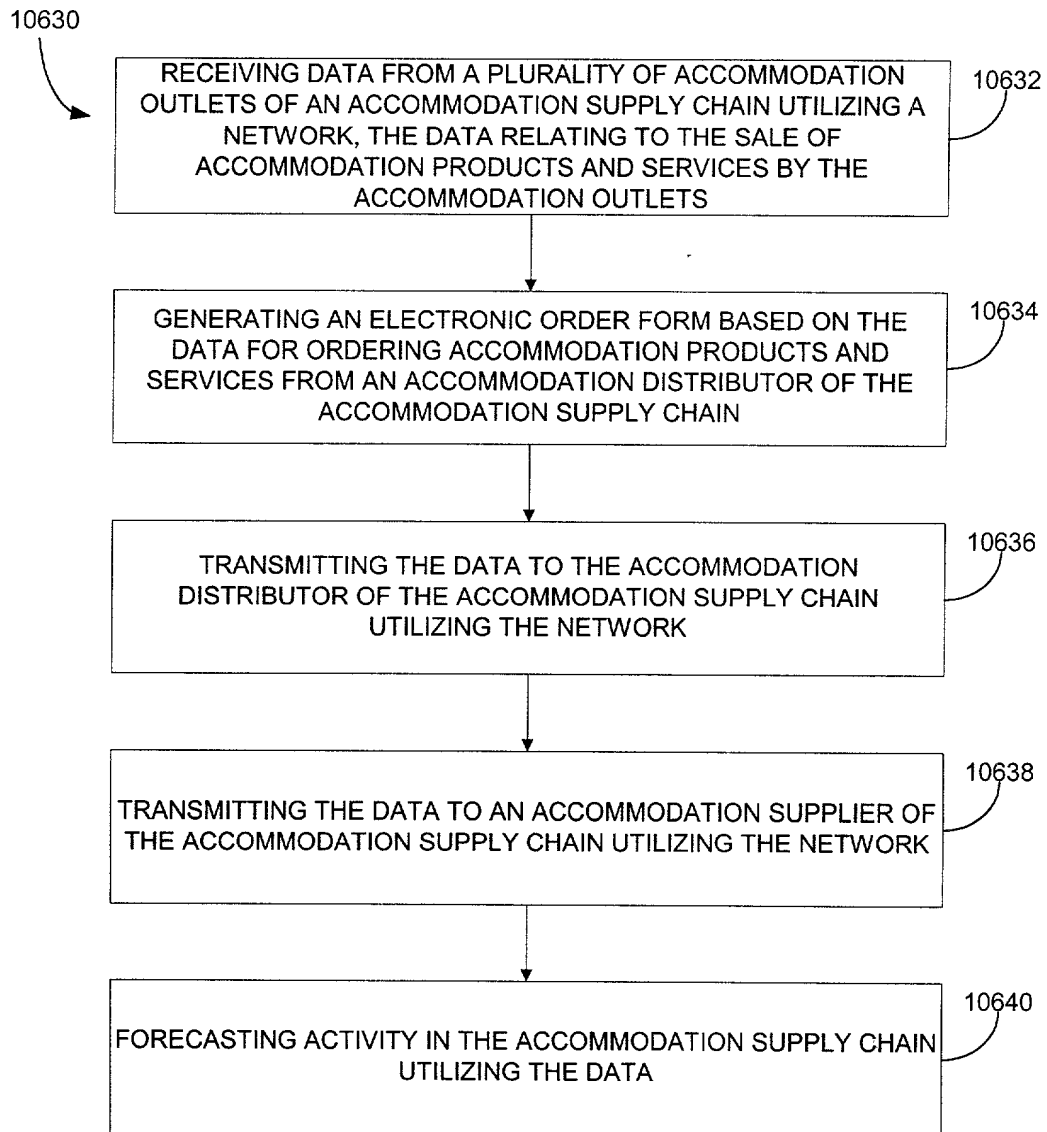 10630
RECEIVING DATA FROM A PLURALITY OF ACCOMMODATION
OUTLETS OF AN ACCOMMODATION SUPPLY CHAIN UTILIZING A
NETWORK, THE DATA RELATING TO THE SALE OF
ACCOMMODATION PRODUCTS AND SERVICES BY THE
ACCOMMODATION OUTLETS
10632
GENERATING AN ELECTRONIC ORDER FORM BASED ON THE
DATA FOR ORDERING ACCOMMODATION PRODUCTS AND
SERVICES FROM AN ACCOMMODATION DISTRIBUTOR OF THE
ACCOMMODATION SUPPLY CHAIN
10634
TRANSMITTING THE DATA TO THE ACCOMMODATION
DISTRIBUTOR OF THE ACCOMMODATION SUPPLY CHAIN
UTILIZING THE NETWORK
10636
TRANSMITTING THE DATA TO AN ACCOMMODATION SUPPLIER OF
THE ACCOMMODATION SUPPLY CHAIN UTILIZING THE NETWORK
10638
FORECASTING ACTIVITY IN THE ACCOMMODATION SUPPLY CHAIN
UTILIZING THE DATA
10640